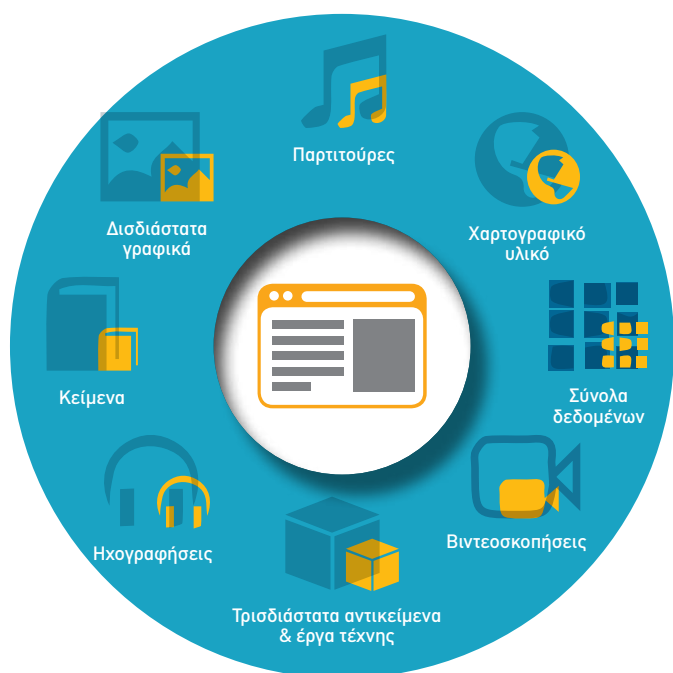 Παρτιτούρες
Δισδιάστατα
γραφικά
Χαρτογραφικό
υλικό
Κείμενα
Σύνολα
δεδομένων
Ηχογραφήσεις
Βιντεοσκοπήσεις
Τρισδιάστατα αντικείμενα
& έργα τέχνης